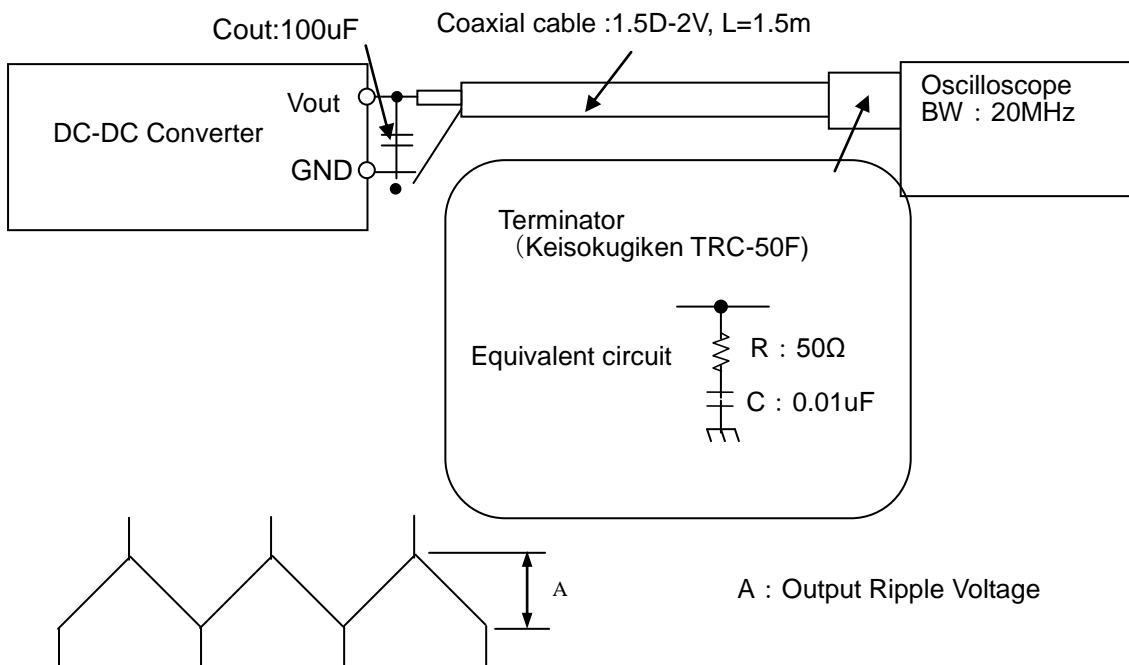 Cout:100uF
Coaxial cable :1.5D-2V, L=1.5m
DC-DC Converter
Vout
GND
Oscilloscope
BW：20MHz
Terminator
（Keisokugiken TRC-50F)
Equivalent circuit
R：50Ω
C：0.01uF
A
A：Output Ripple Voltage